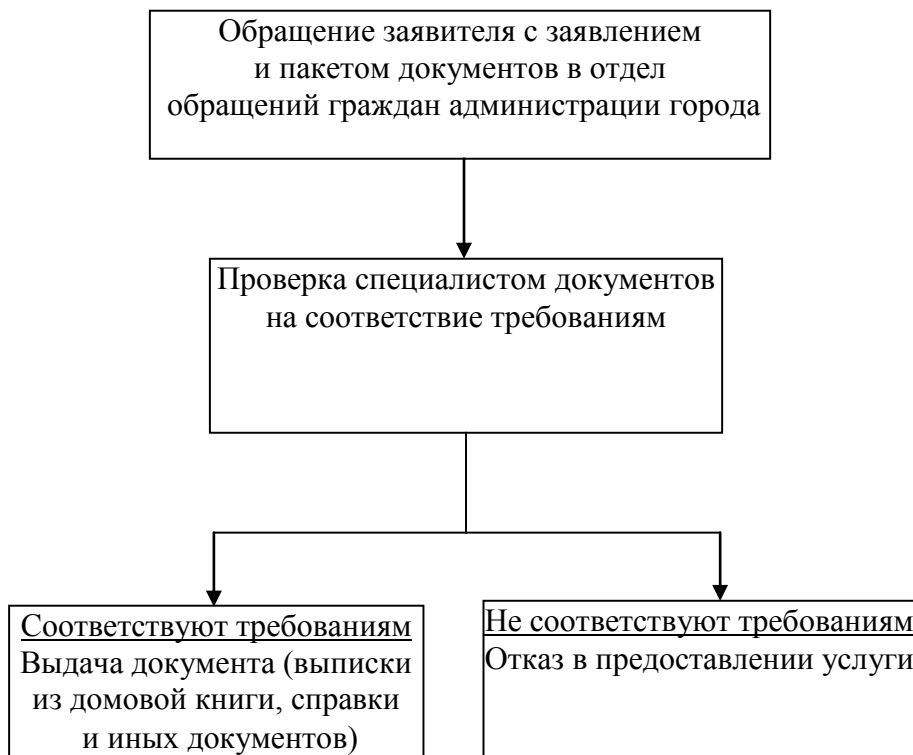 Обращение заявителя с заявлением
и пакетом документов в отдел
обращений граждан администрации города
Проверка специалистом документов
на соответствие требованиям
Соответствуют требованиям
Выдача документа (выписки
из домовой книги, справки
и иных документов)
Не соответствуют требованиям
Отказ в предоставлении услуги